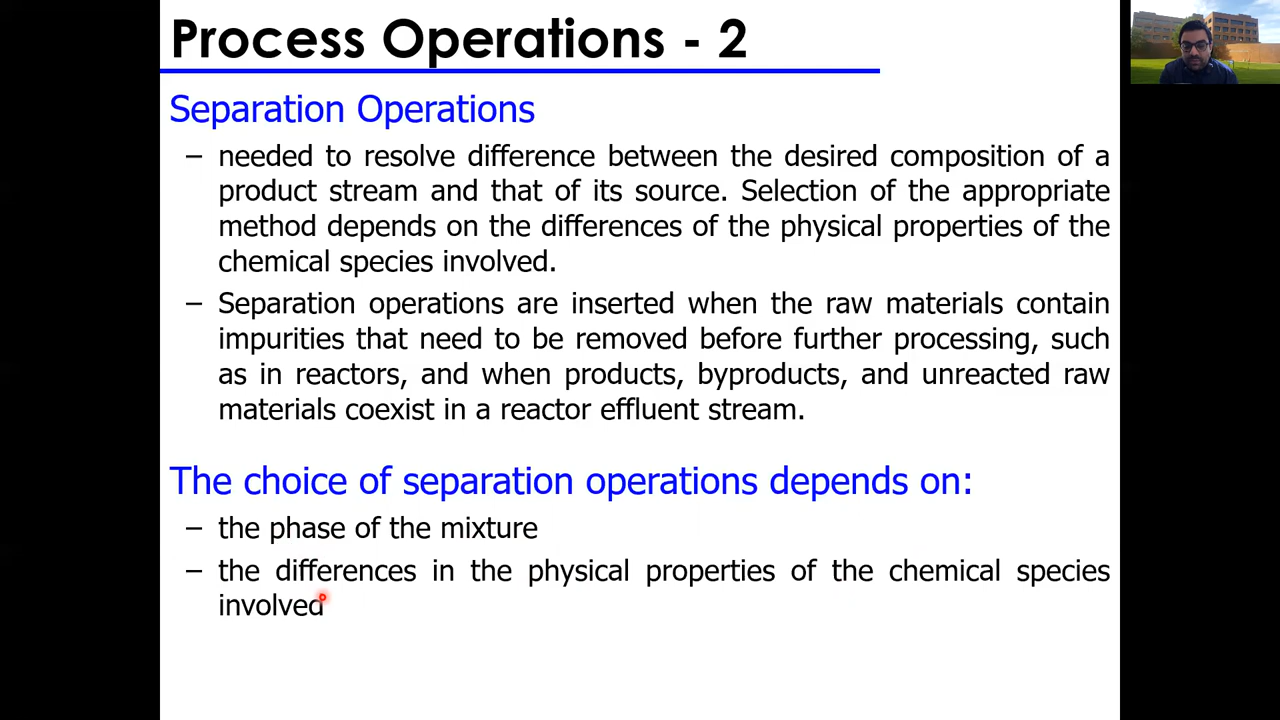 Process Operations - 2
Separation Operations
– needed to resolve difference between the desired composition of a
product stream and that of its source. Selection of the appropriate
method depends on the differences of the physical properties of the
chemical species involved.
– Separation operations are inserted when the raw materials contain
impurities that need to be removed before further processing, such
as in reactors, and when products, byproducts, and unreacted raw
materials coexist in a reactor effluent stream.
The choice of separation operations depends on:
– the phase of the mixture
– the differences in the physical properties of the chemical species
involved